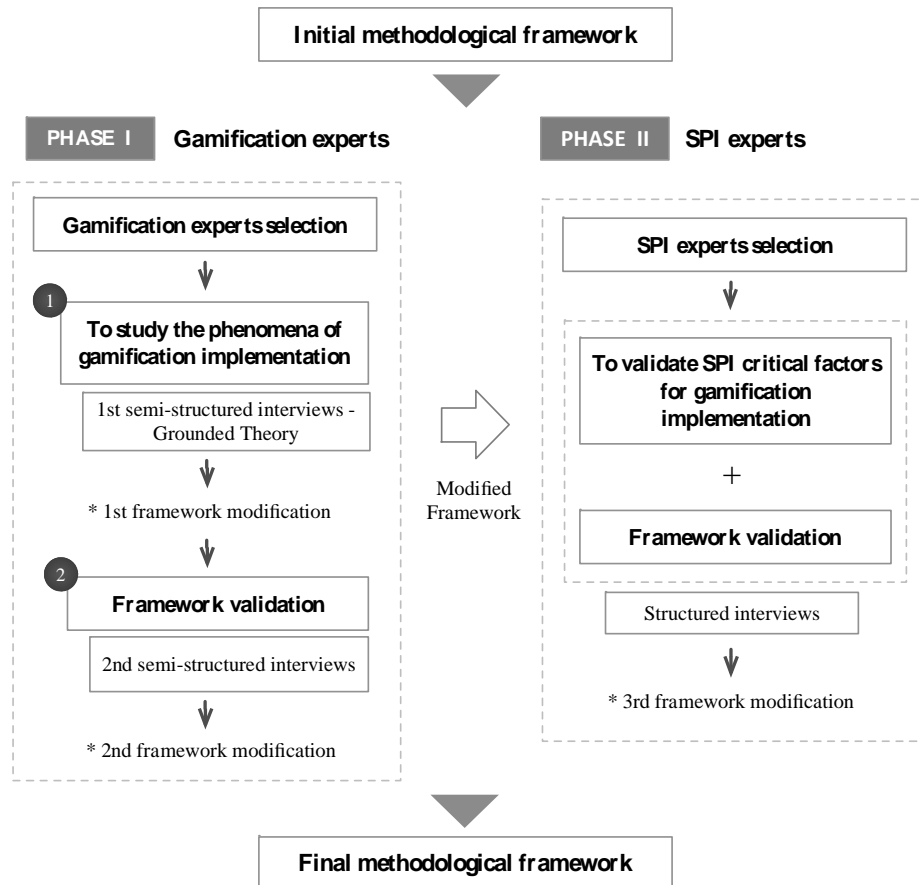 Initial methodological framework
PHASE I
Gamification experts
Gamification experts selection
1
To study the phenomena of
gamification implementation
1st semi-structured interviews -
Grounded Theory
* 1st framework modification
2
Framework validation
2nd semi-structured interviews
* 2nd framework modification
Modified
Framework
PHASE II
SPI experts
SPI experts selection
To validate SPI critical factors
for gamification
implementation
+
Framework validation
Structured interviews
* 3rd framework modification
Final methodological framework